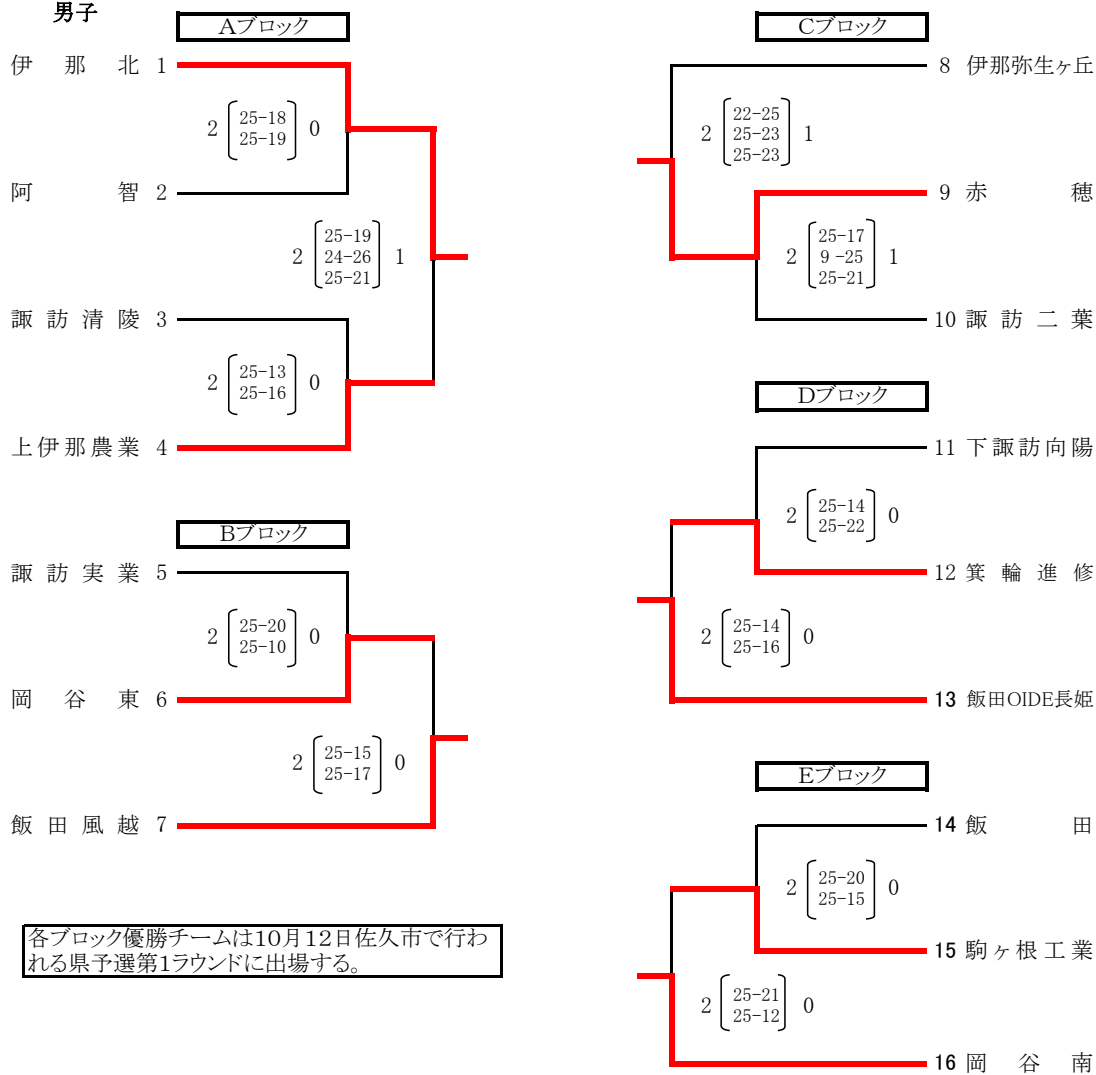 男子
Aブロック
伊那北 1
2 25-18 0
25-19
阿智 2
25-19
2 24-26 1
25-21
諏訪清陵 3
2 25-13 0
25-16
上伊那農業 4
Bブロック
諏訪実業 5
2 25-20 0
25-10
岡谷東 6
2 25-15 0
25-17
飯田風越 7
各ブロック優勝チームは10月12日佐久市で行わ
れる県予選第1ラウンドに出場する。
Cブロック
8 伊那弥生ヶ丘
22-25
2 25-23 1
25-23
9 赤穂
25-17
2 9-25 1
25-21
10 諏訪二葉
Dブロック
11 下諏訪向陽
2 25-14 0
25-22
12 箕輪進修
2 25-14 0
25-16
13 飯田OIDE長姫
Eブロック
14 飯田
2 25-20 0
25-15
15 駒ヶ根工業
2 25-21 0
25-12
16 岡谷南